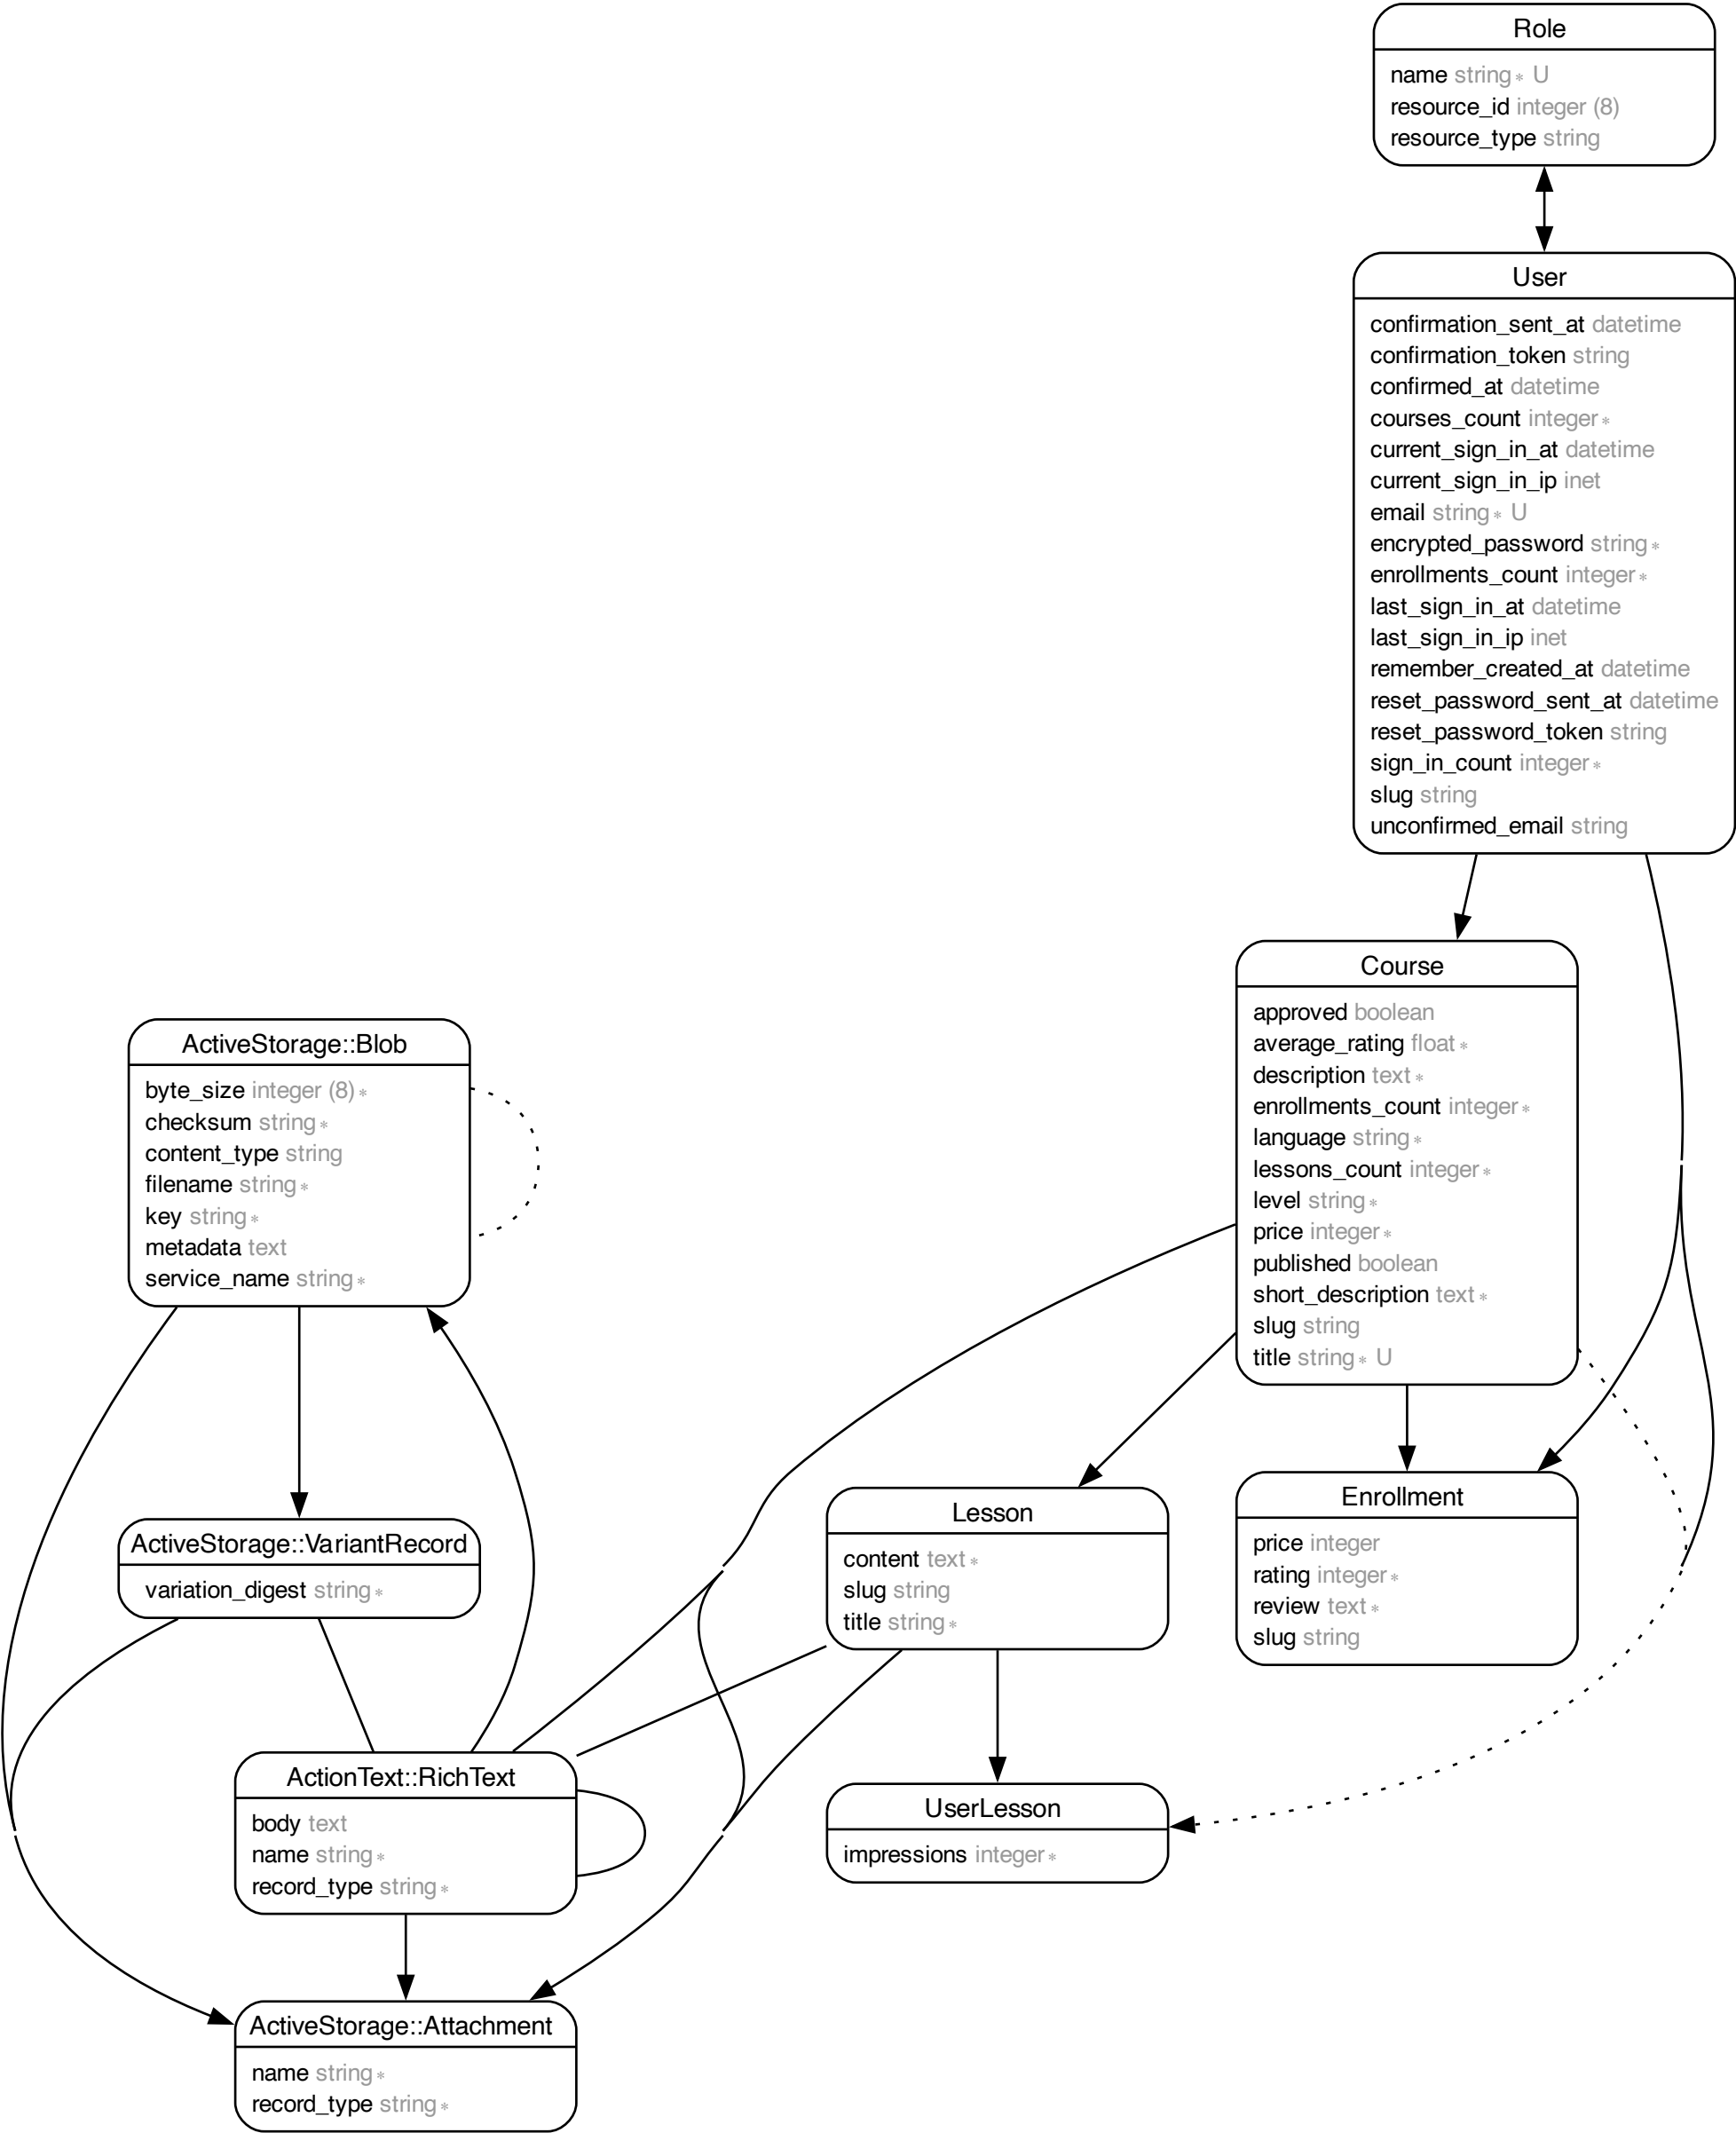 Role
name string∗ U
resource_id integer (8)
resource_type string
User
confirmation_sent_at datetime
confirmation_token string
confirmed_at datetime
courses_count integer∗
current_sign_in_at datetime
current_sign_in_ip inet
email string∗ U
encrypted_password string∗
enrollments_count integer∗
last_sign_in_at datetime
last_sign_in_ip inet
remember_created_at datetime
reset_password_sent_at datetime
reset_password_token string
sign_in_count integer∗
slug string
unconfirmed_email string
Course
approved boolean
average_rating float∗
description text∗
enrollments_count integer∗
language string∗
lessons_count integer∗
level string∗
price integer∗
published boolean
short_description text∗
slug string
title string∗ U
ActiveStorage::Blob
byte_size integer (8)∗
checksum string∗
content_type string
filename string∗
key string∗
metadata text
service_name string∗
Enrollment
price integer
rating integer∗
review text∗
slug string
Lesson
content text∗
slug string
title string∗
ActiveStorage::VariantRecord
variation_digest string∗
ActionText::RichText
body text
name string∗
record_type string∗
UserLesson
impressions integer∗
ActiveStorage::Attachment
name string∗
record_type string∗